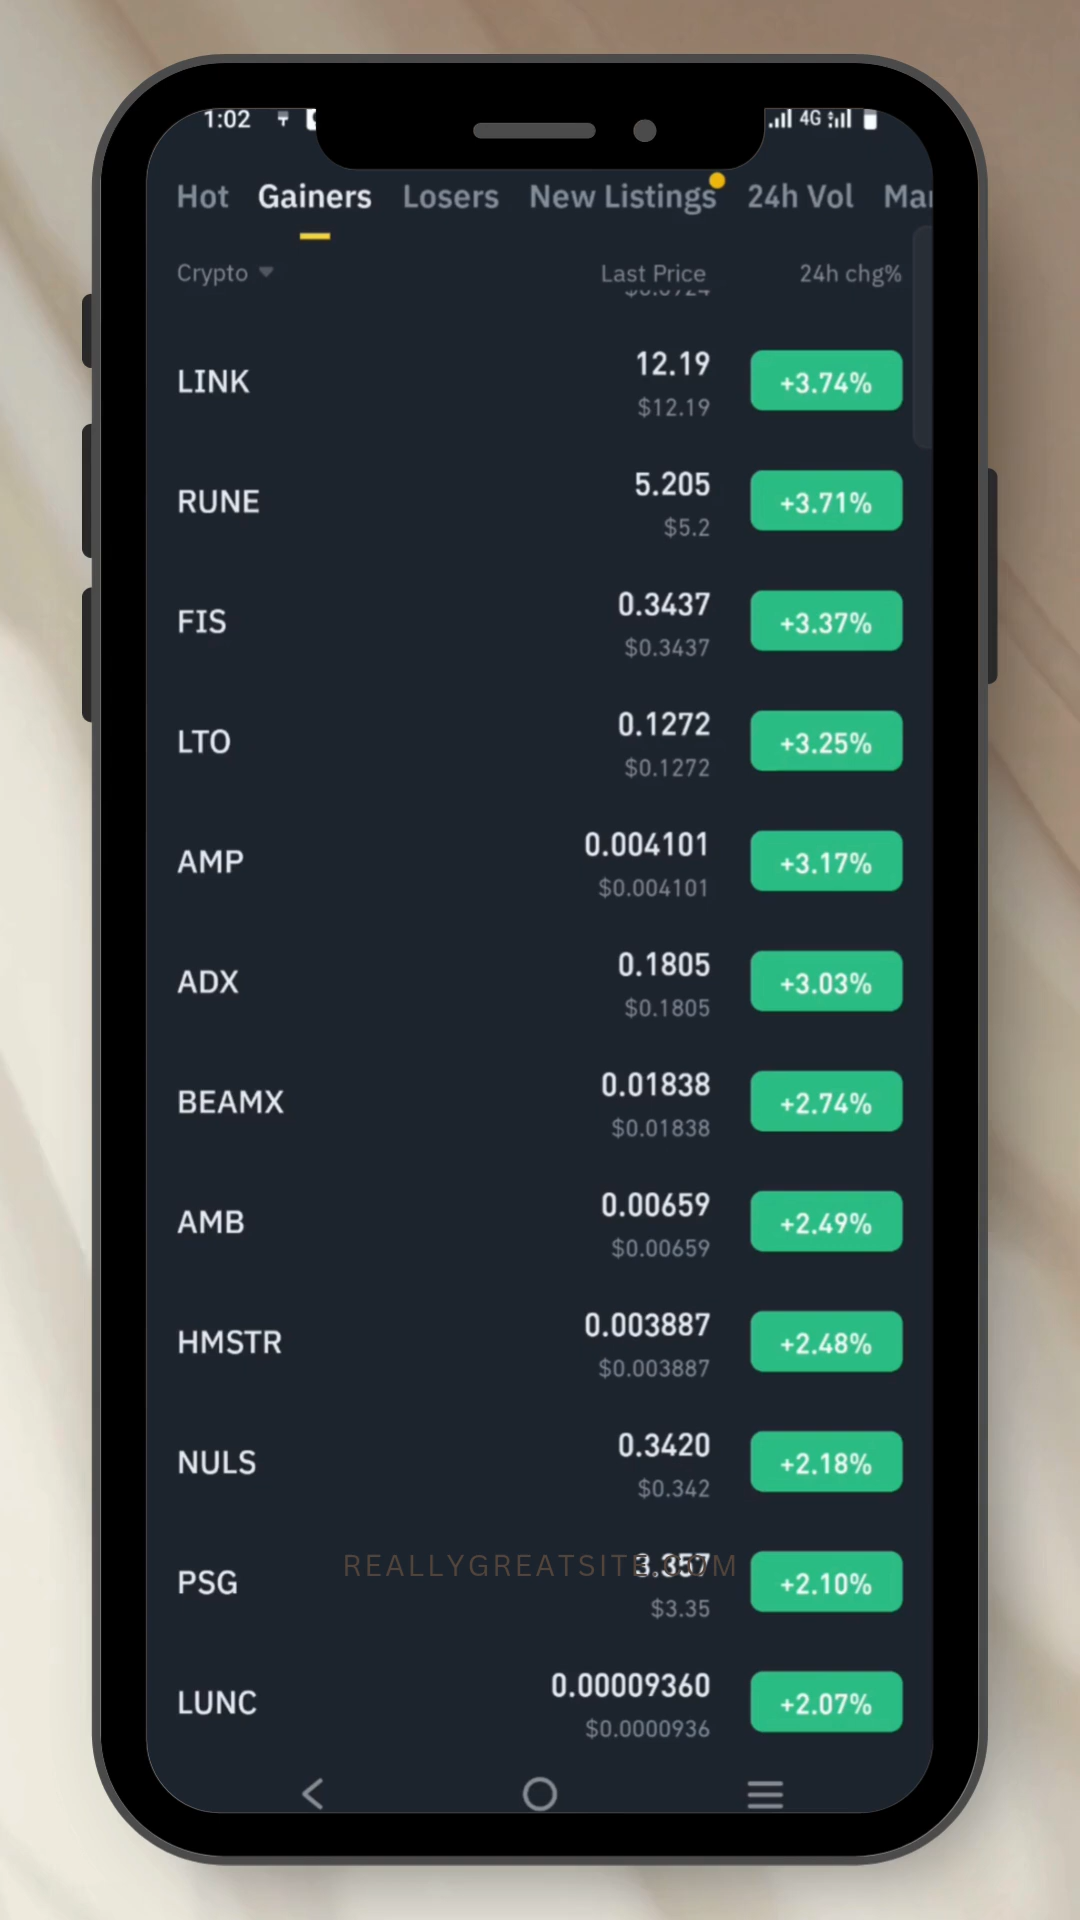 1:02 4G
Hot Gainers Losers New Listings 24h Vol
Crypto Last Price 24h chg%
LINK 12.19 +3.74%
$12.19
RUNE 5.205 +3.71%
$5.2
FIS 0.3437 +3.37%
$0.3437
LTO 0.1272 +3.25%
$0.1272
AMP 0.004101 +3.17%
$0.004101
ADX 0.1805 +3.03%
$0.1805
BEAMX 0.01838 +2.74%
$0.01838
AMB 0.00659 +2.49%
$0.00659
HMSTR 0.003887 +2.48%
$0.003887
NULS 0.3420 +2.18%
$0.342
REALLYGREATSITE.COM
PSG 3.357 +2.10%
$3.35
LUNC 0.00009360 +2.07%
$0.0000936